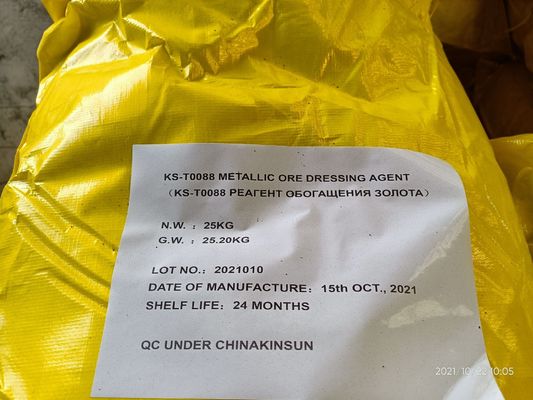 KS-T0088 METALLIC ORE DRESSING AGENT
(KS-T0088 РЕАГЕНТ ОБОГАЩЕНИЯ ЗОЛОТА)
N.W. : 25KG
G.W. : 25.20KG
LOT NO.: 2021010
DATE OF MANUFACTURE: 15th OCT., 2021
SHELF LIFE: 24 MONTHS
QC UNDER CHINAKINSUN
2021/10/22 10:05